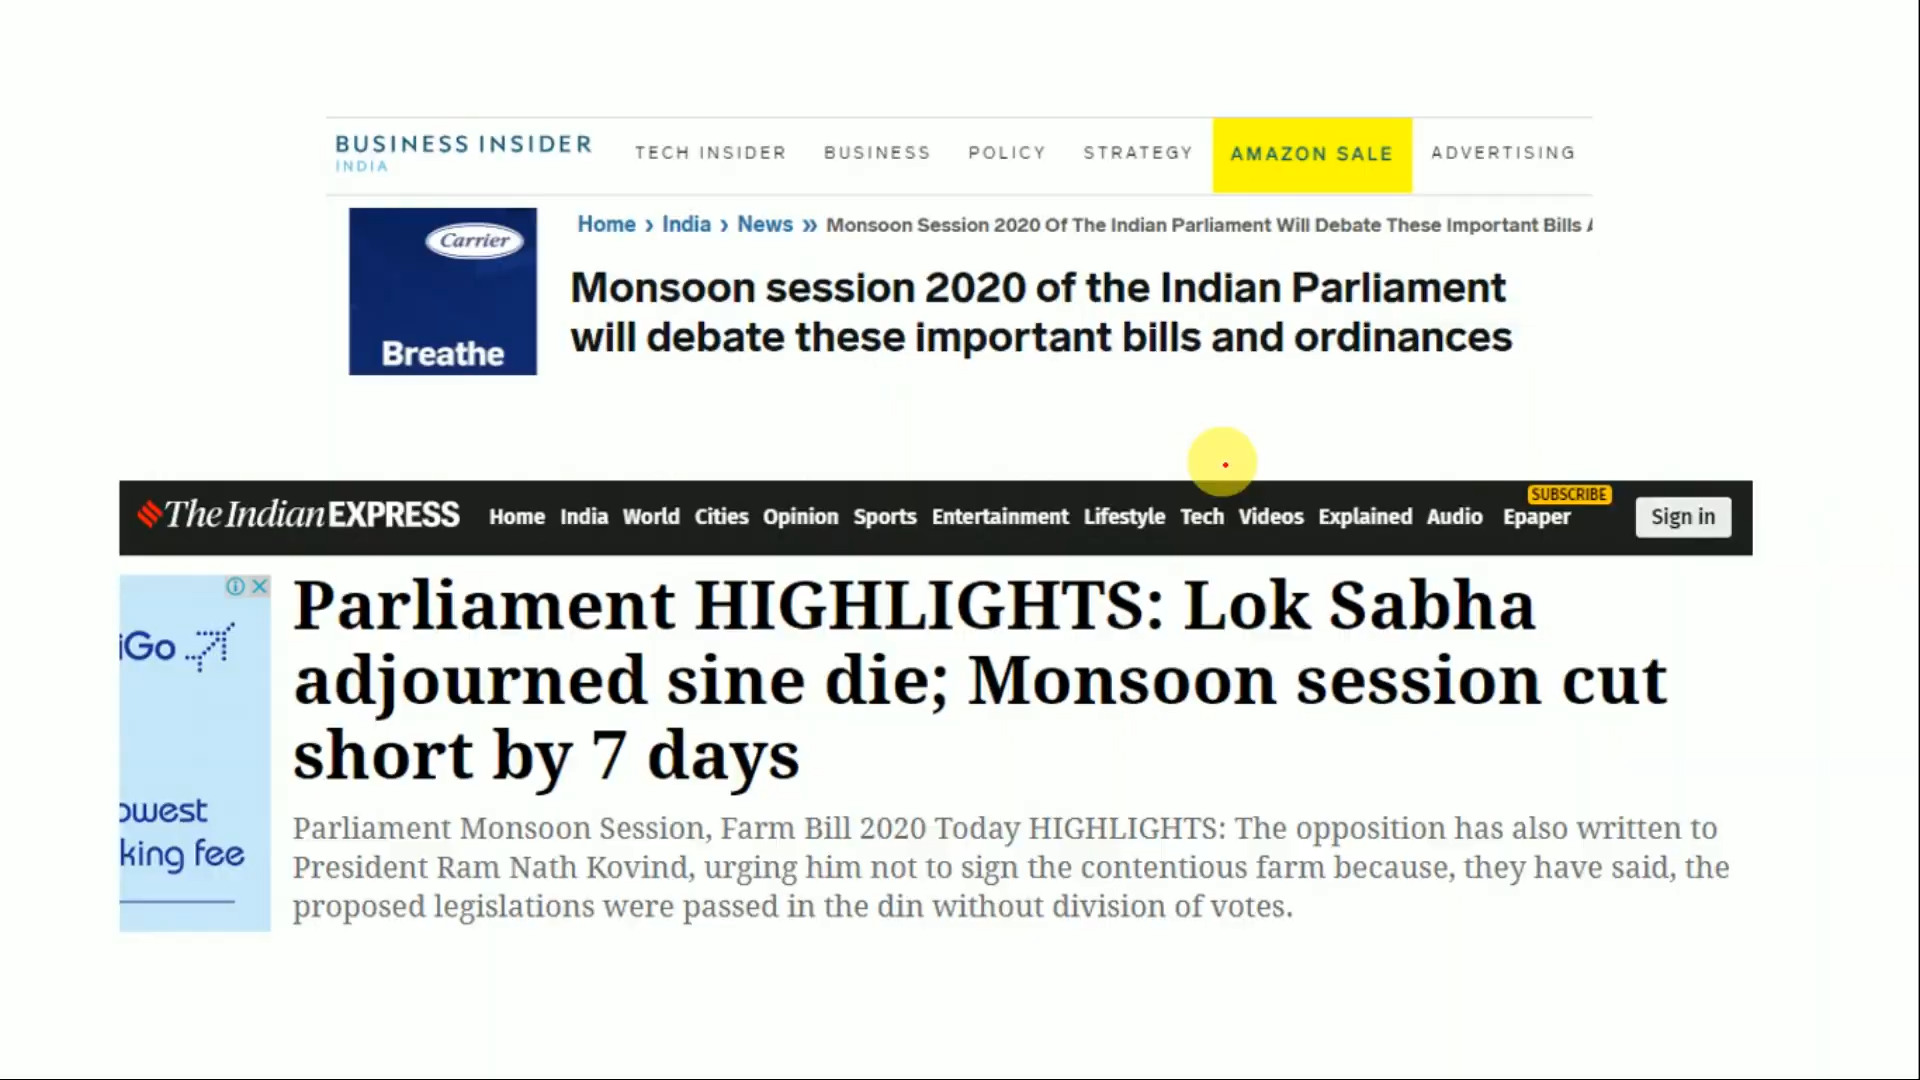 BUSINESS INSIDER
INDIA
TECH INSIDER BUSINESS POLICY STRATEGY AMAZON SALE ADVERTISING
Carrier
Breathe
Home › India › News » Monsoon Session 2020 Of The Indian Parliament Will Debate These Important Bills
Monsoon session 2020 of the Indian Parliament
will debate these important bills and ordinances
The Indian EXPRESS Home India World Cities Opinion Sports Entertainment Lifestyle Tech Videos Explained Audio Epaper Sign in
SUBSCRIBE
iGo
owest
king fee
Parliament HIGHLIGHTS: Lok Sabha
adjourned sine die; Monsoon session cut
short by 7 days
Parliament Monsoon Session, Farm Bill 2020 Today HIGHLIGHTS: The opposition has also written to
President Ram Nath Kovind, urging him not to sign the contentious farm because, they have said, the
proposed legislations were passed in the din without division of votes.